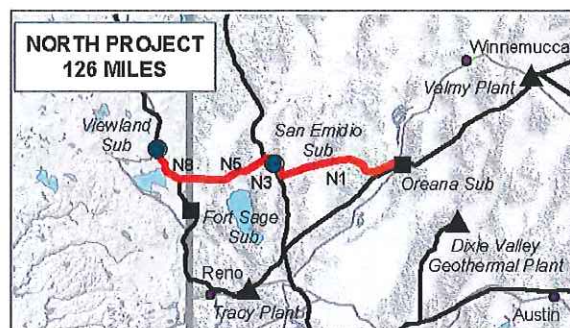 NORTH PROJECT
126 MILES
Winnemucca
Valmy Plant
Viewland
Sub
San Emidio
Sub
N8
N5
N3
N1
Oreana Sub
Fort Sage
Sub
Dixie Valley
Geothermal Plant
Reno
Tracy Plant
Austin